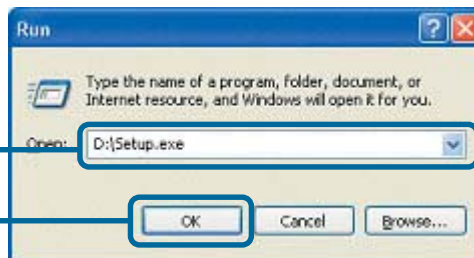 Run
Type the name of a program, folder, document, or
Internet resource, and Windows will open it for you.
Open: D:\Setup.exe
OK Cancel Browse...